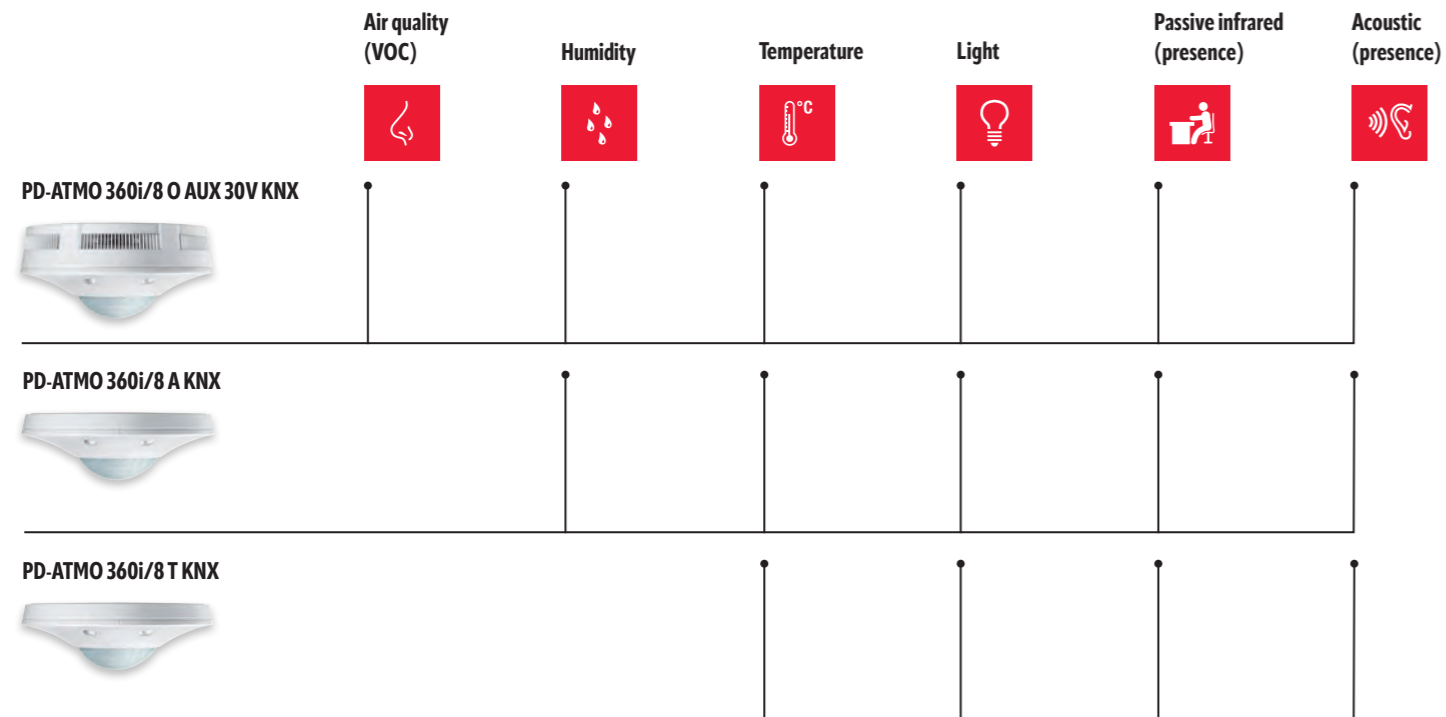 Air quality
(VOC)
Humidity
Temperature
Light
Passive infrared
(presence)
Acoustic
(presence)
°C
PD-ATMO 360i/8 O AUX 30V KNX
PD-ATMO 360i/8 A KNX
PD-ATMO 360i/8 T KNX